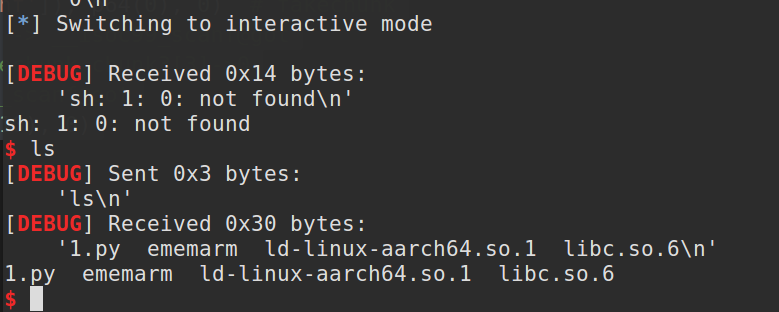 0\n
[*] Switching to interactive mode
[DEBUG] Received 0x14 bytes:
'sh: 1: 0: not found\n'
sh: 1: 0: not found
$ ls
[DEBUG] Sent 0x3 bytes:
'ls\n'
[DEBUG] Received 0x30 bytes:
'1.py  ememarm  ld-linux-aarch64.so.1  libc.so.6\n'
1.py  ememarm  ld-linux-aarch64.so.1  libc.so.6
$